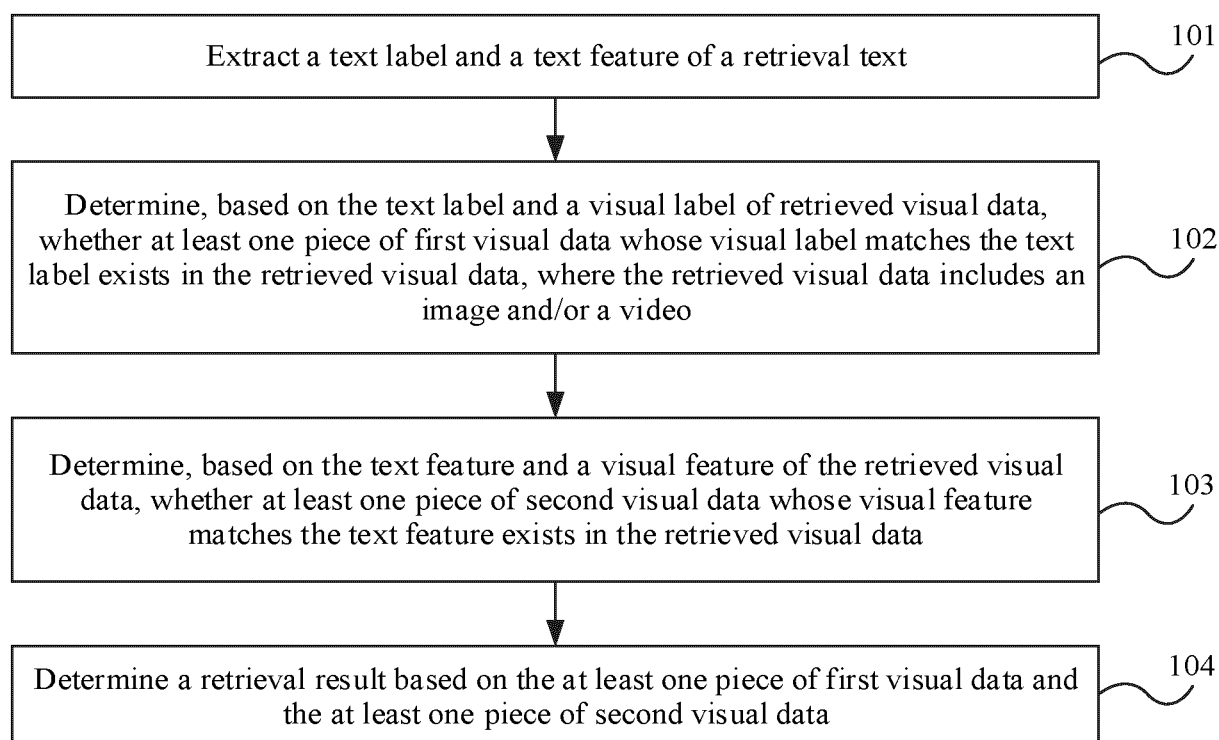 Extract a text label and a text feature of a retrieval text
101
Determine, based on the text label and a visual label of retrieved visual data,
whether at least one piece of first visual data whose visual label matches the text
label exists in the retrieved visual data, where the retrieved visual data includes an
image and/or a video
102
Determine, based on the text feature and a visual feature of the retrieved visual
data, whether at least one piece of second visual data whose visual feature
matches the text feature exists in the retrieved visual data
103
Determine a retrieval result based on the at least one piece of first visual data and
the at least one piece of second visual data
104